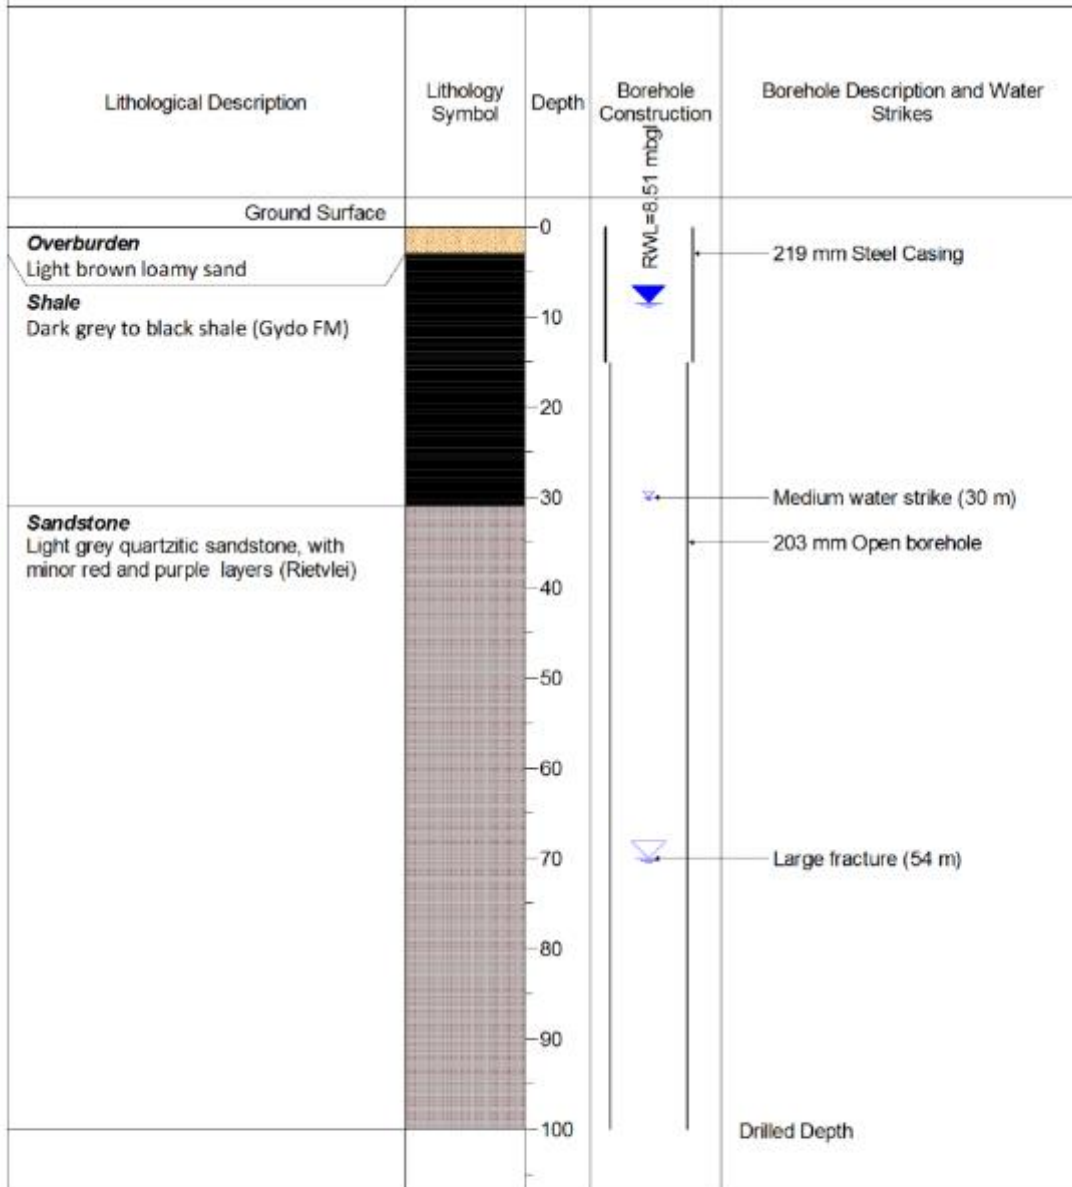 Lithological Description
Lithology
Symbol
Depth
Borehole
Construction
Borehole Description and Water
Strikes
RWL=8.51 mbgl
Ground Surface
0
Overburden
Light brown loamy sand
219 mm Steel Casing
Shale
Dark grey to black shale (Gydo FM)
10
20
30
Medium water strike (30 m)
Sandstone
Light grey quartzitic sandstone, with
minor red and purple layers (Rietvlei)
203 mm Open borehole
40
50
60
70
Large fracture (54 m)
80
90
100
Drilled Depth